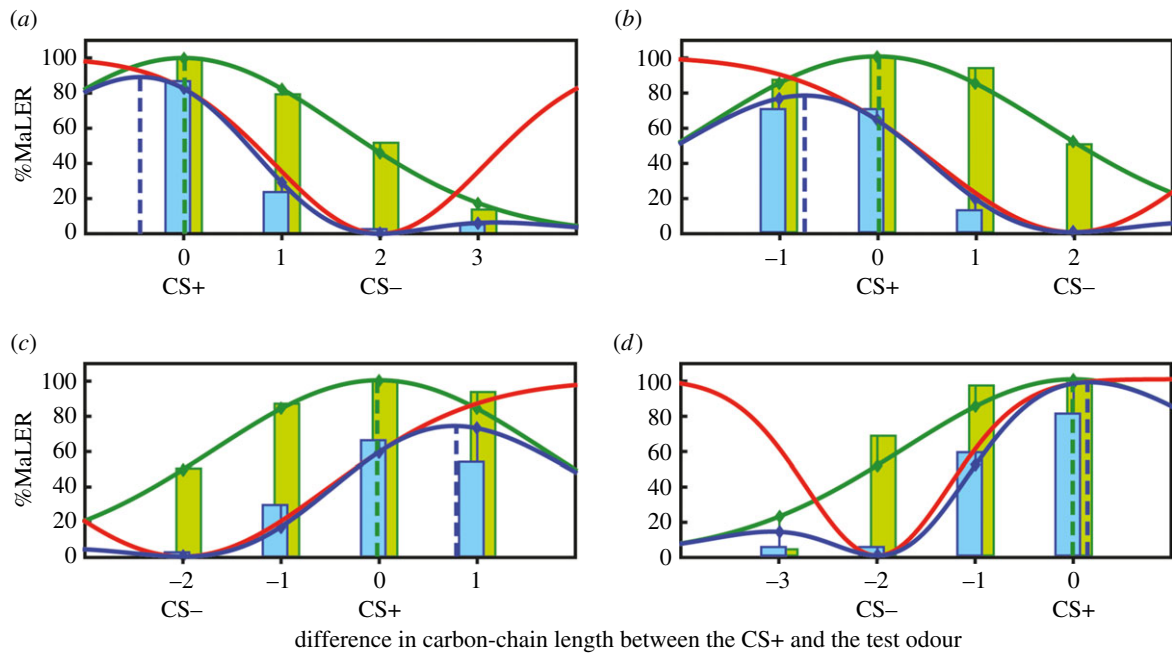 (a)
(b)
100
80
60
40
20
0
%MaLER
0 1 2 3
CS+ CS–
100
80
60
40
20
0
%MaLER
–1 0 1 2
CS+ CS–
(c)
(d)
100
80
60
40
20
0
%MaLER
–2 –1 0 1
CS– CS+
100
80
60
40
20
0
–3 –2 –1 0
CS– CS+
difference in carbon-chain length between the CS+ and the test odour